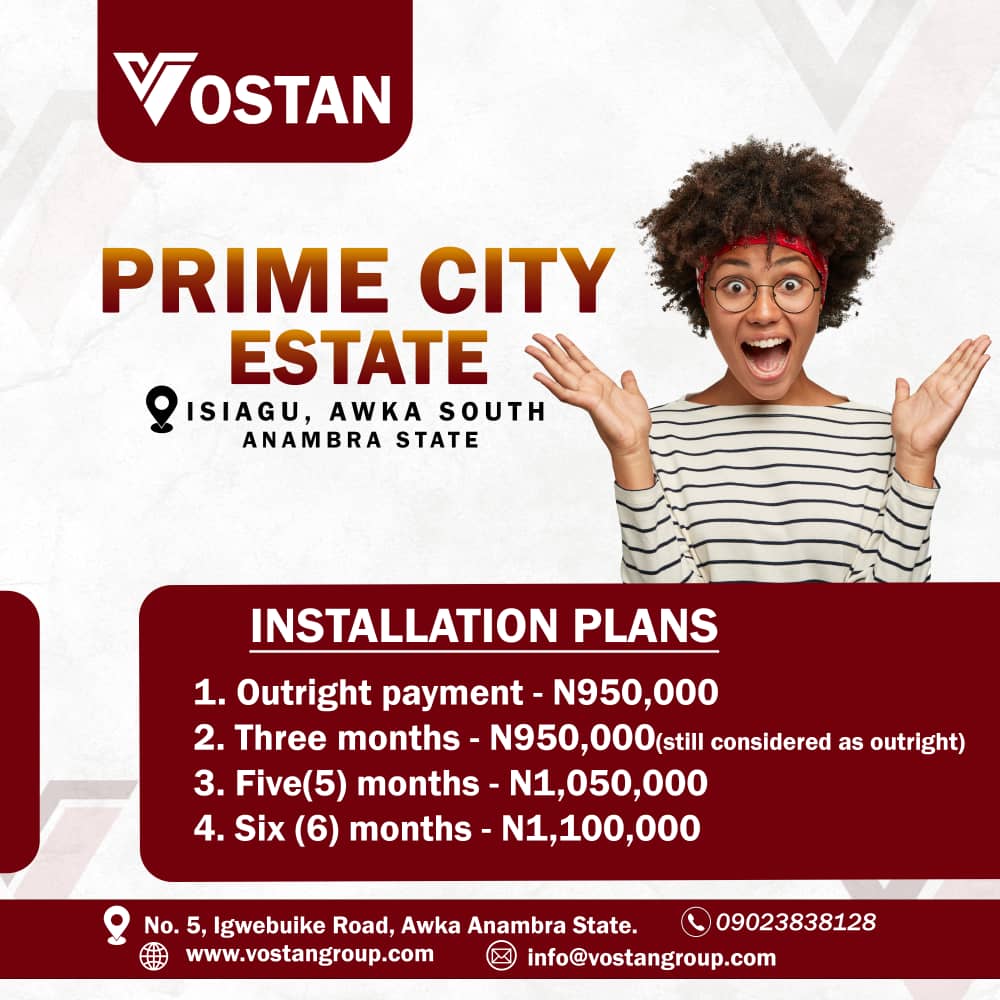 VOSTAN
PRIME CITY
ESTATE
ISIAGU, AWKA SOUTH
ANAMBRA STATE
INSTALLATION PLANS
1. Outright payment - N950,000
2. Three months - N950,000(still considered as outright)
3. Five(5) months - N1,050,000
4. Six (6) months - N1,100,000
No. 5, Igwebuike Road, Awka Anambra State. 09023838128
www.vostangroup.com info@vostangroup.com